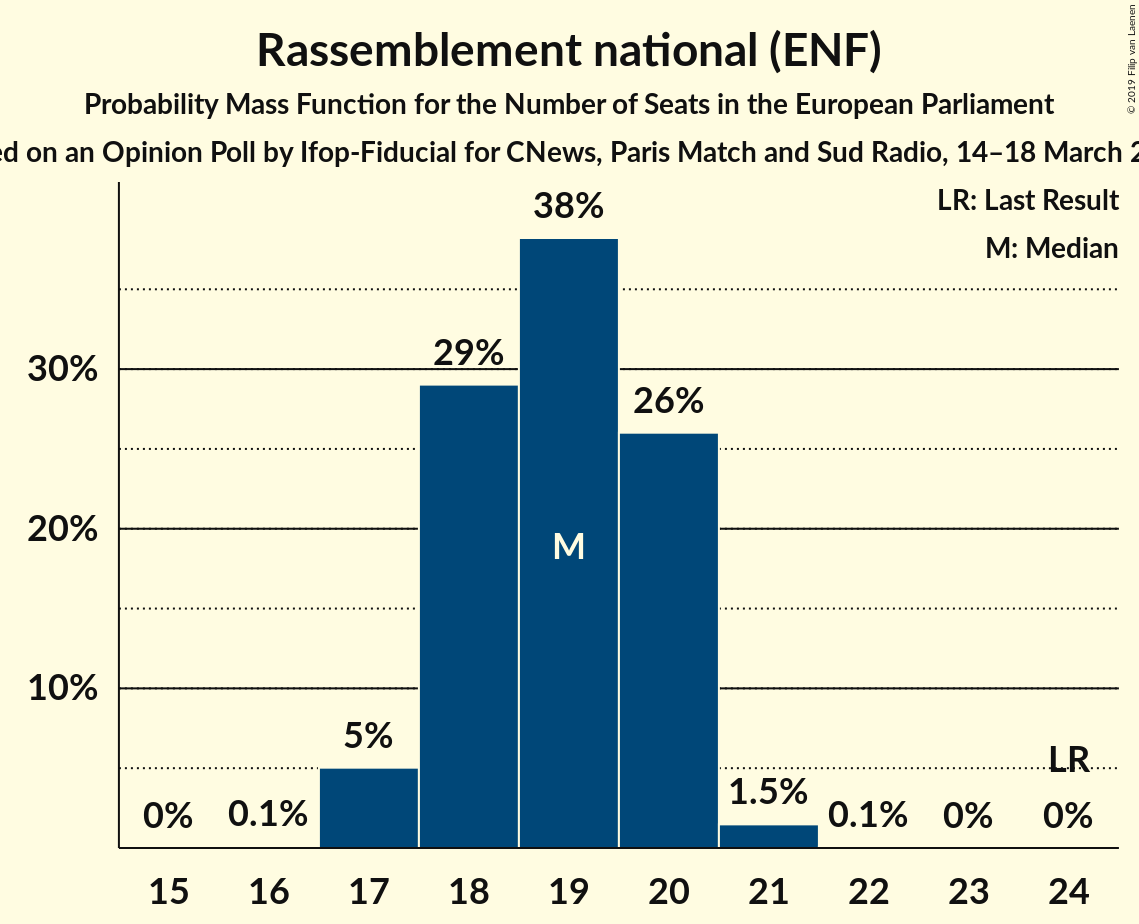 Rassemblement national (ENF)
Probability Mass Function for the Number of Seats in the European Parliament
on an Opinion Poll by Ifop-Fiducial for CNews, Paris Match and Sud Radio, 14–18 March
© 2019 Filip van Laenen
LR: Last Result
M: Median
38%
29%
30%
26%
20%
M
10%
5%
LR
1.5%
0% 0.1% 0.1% 0% 0%
15 16 17 18 19 20 21 22 23 24